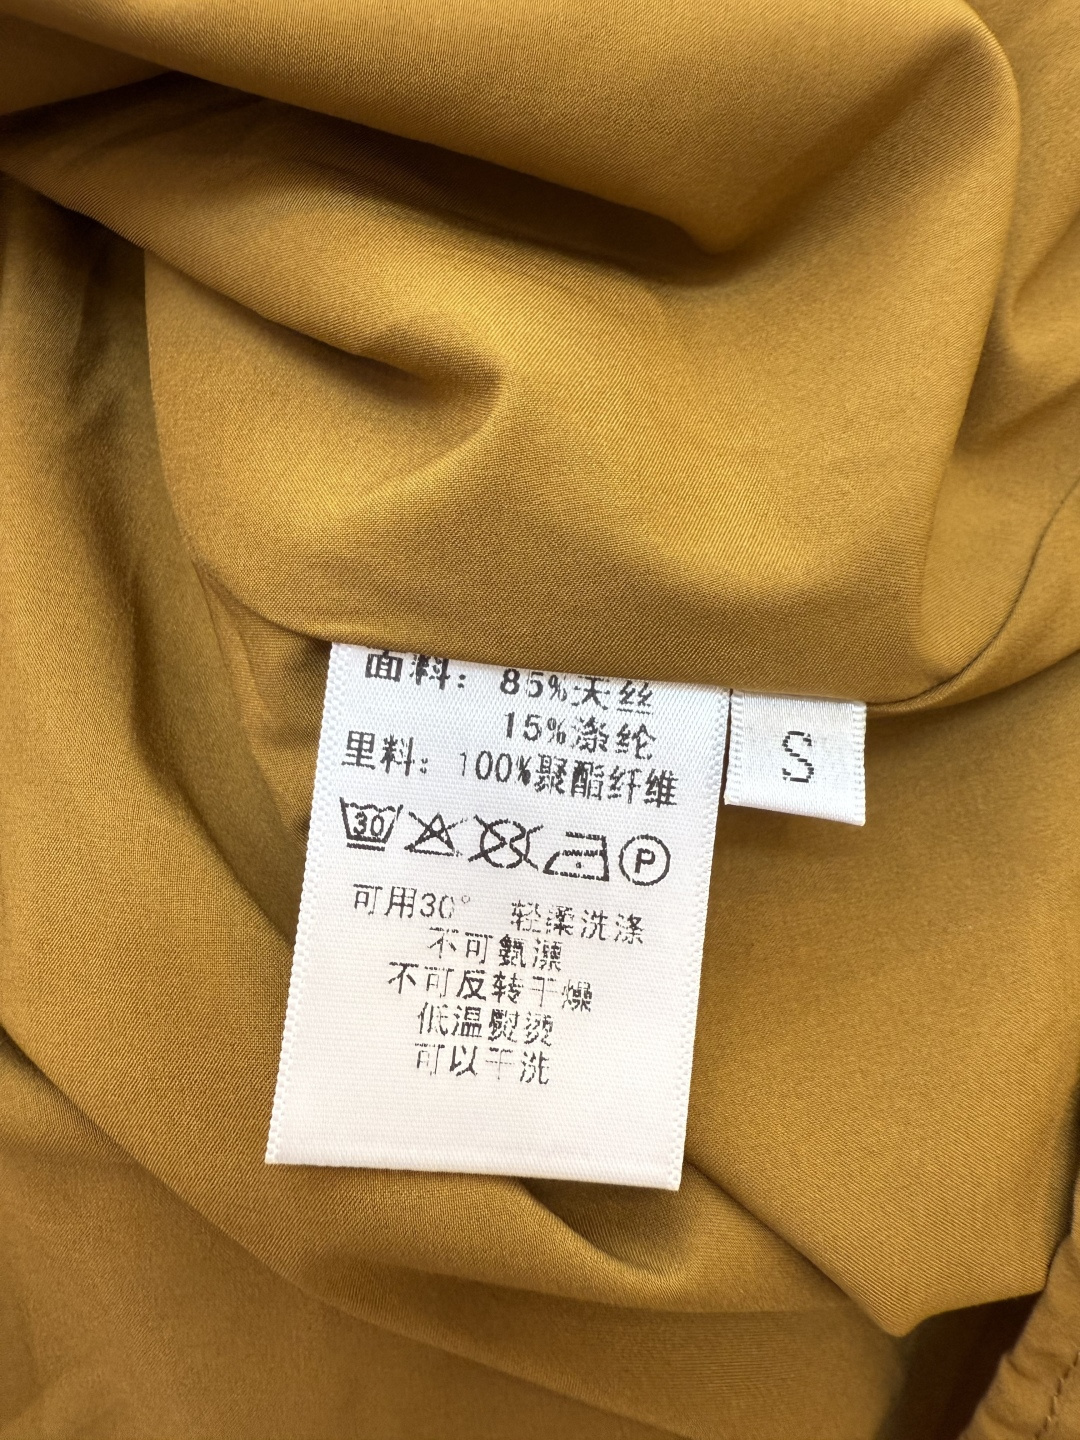 面料：85%天丝
15%涤纶
里料：100%聚酯纤维
S
30
P
可用30° 轻柔洗涤
不可氨漂
不可反转干燥
低温熨烫
可以干洗